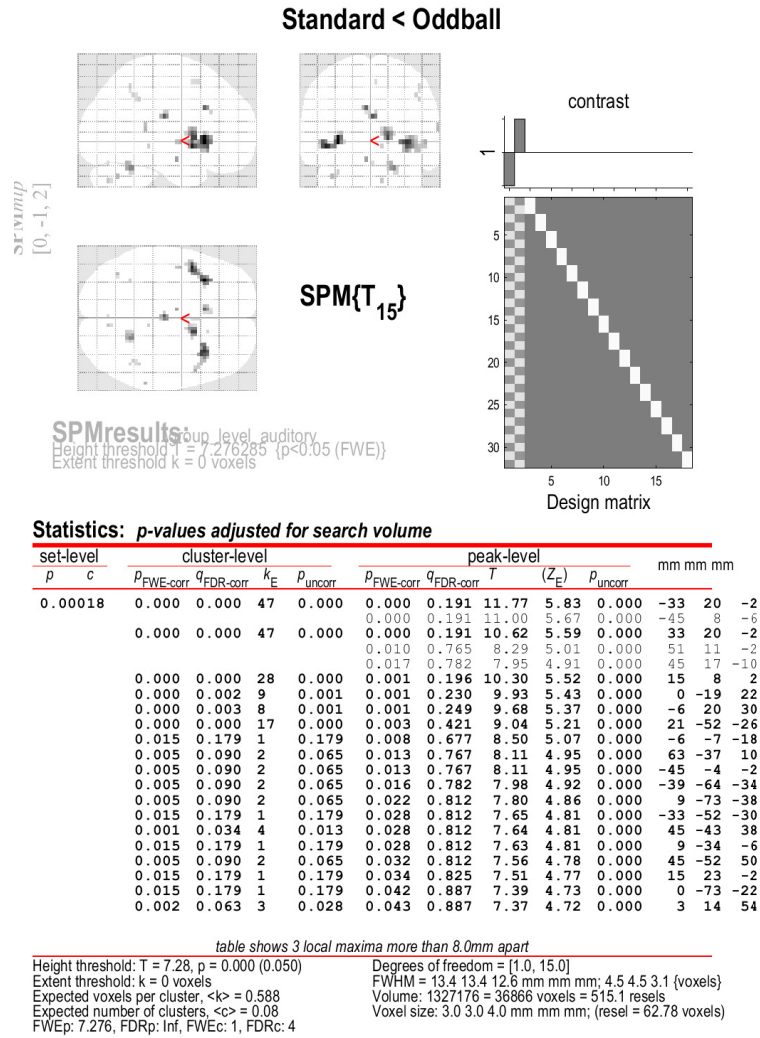 Standard < Oddball
contrast
1
SPMmip
[0, -1, 2]
SPM{T15}
5
10
15
20
25
30
5 10 15
Design matrix
SPMresults: .\group_level_auditory
Height threshold T = 7.276285 {p<0.05 (FWE)}
Extent threshold k = 0 voxels
Statistics: p-values adjusted for search volume
set-level cluster-level peak-level mm mm mm
p c pFWE-corr qFDR-corr kE puncorr pFWE-corr qFDR-corr T (ZE) puncorr
0.00018 0.000 0.000 47 0.000 0.000 0.191 11.77 5.83 0.000 -33 20 -2
0.000 0.191 11.00 5.67 0.000 -45 8 -6
0.000 0.000 47 0.000 0.000 0.191 10.62 5.59 0.000 33 20 -2
0.010 0.765 8.29 5.01 0.000 51 11 -2
0.017 0.782 7.95 4.91 0.000 45 17 -10
0.000 0.000 28 0.000 0.001 0.196 10.30 5.52 0.000 15 8 2
0.000 0.002 9 0.001 0.001 0.230 9.93 5.43 0.000 0 -19 22
0.000 0.003 8 0.001 0.001 0.249 9.68 5.37 0.000 -6 20 30
0.000 0.000 17 0.000 0.003 0.421 9.04 5.21 0.000 21 -52 -26
0.015 0.179 1 0.179 0.008 0.677 8.50 5.07 0.000 -6 -7 -18
0.005 0.090 2 0.065 0.013 0.767 8.11 4.95 0.000 63 -37 10
0.005 0.090 2 0.065 0.013 0.767 8.11 4.95 0.000 -45 -4 -2
0.005 0.090 2 0.065 0.016 0.782 7.98 4.92 0.000 -39 -64 -34
0.005 0.090 2 0.065 0.022 0.812 7.80 4.86 0.000 9 -73 -38
0.015 0.179 1 0.179 0.028 0.812 7.65 4.81 0.000 -33 -52 -30
0.001 0.034 4 0.013 0.028 0.812 7.64 4.81 0.000 45 -43 38
0.015 0.179 1 0.179 0.028 0.812 7.63 4.81 0.000 9 -34 -6
0.005 0.090 2 0.065 0.032 0.812 7.56 4.78 0.000 45 -52 50
0.015 0.179 1 0.179 0.034 0.825 7.51 4.77 0.000 15 23 -2
0.015 0.179 1 0.179 0.042 0.887 7.39 4.73 0.000 0 -73 -22
0.002 0.063 3 0.028 0.043 0.887 7.37 4.72 0.000 3 14 54
table shows 3 local maxima more than 8.0mm apart
Height threshold: T = 7.28, p = 0.000 (0.050)
Extent threshold: k = 0 voxels
Expected voxels per cluster, <k> = 0.588
Expected number of clusters, <c> = 0.08
FWEp: 7.276, FDRp: Inf, FWEc: 1, FDRc: 4
Degrees of freedom = [1.0, 15.0]
FWHM = 13.4 13.4 12.6 mm mm mm; 4.5 4.5 3.1 {voxels}
Volume: 1327176 = 36866 voxels = 515.1 resels
Voxel size: 3.0 3.0 4.0 mm mm mm; (resel = 62.78 voxels)